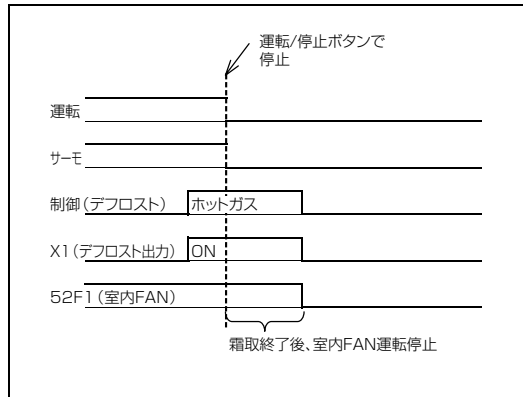 運転/停止ボタンで
停止
運転
サーモ
制御(デフロスト)
ホットガス
X1(デフロスト出力)
ON
52F1(室内FAN)
霜取終了後、室内FAN運転停止